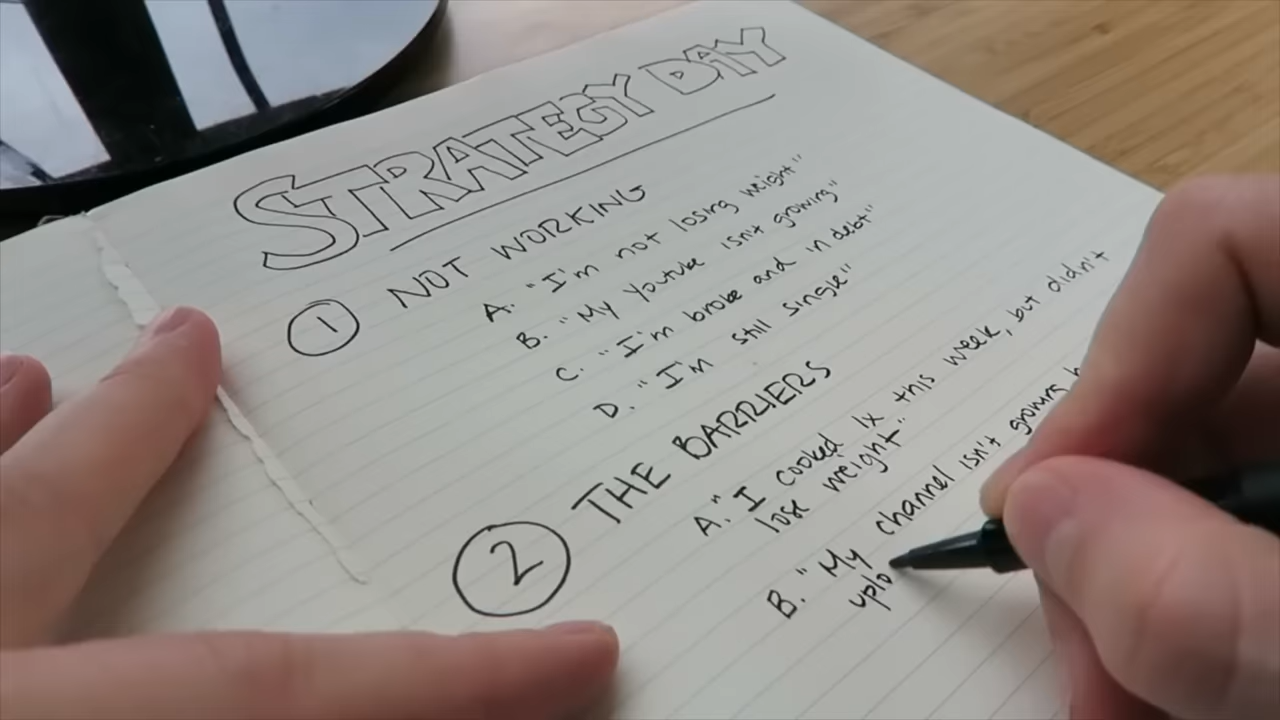 STRATEGY DAY
1 NOT WORKING
A. "I'm not losing weight"
B. "My Youtube isn't growing"
C. "I'm broke and in debt"
D. "I'm still single"
2 THE BARRIERS
A. "I cooked 1x this week, but didn't
lose weight"
B. "My channel isn't growing
uplo